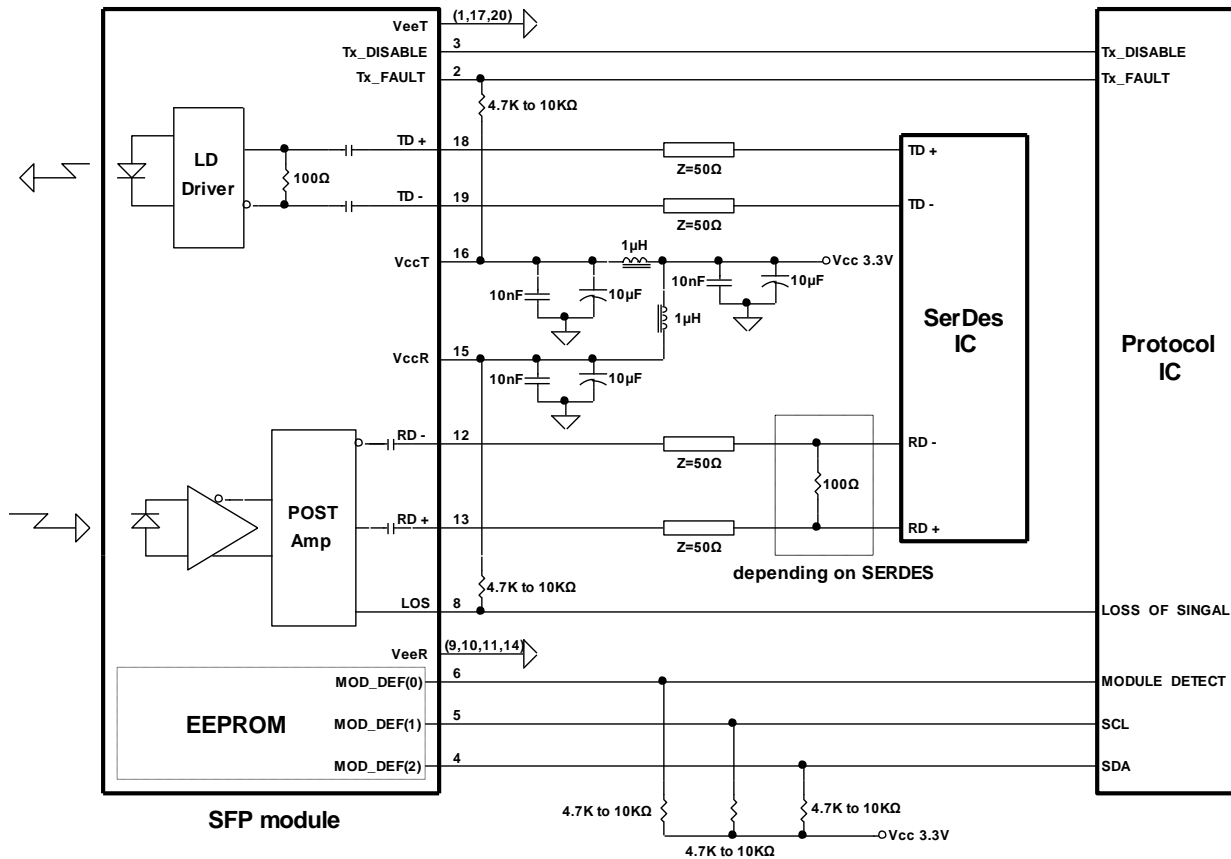 VeeT
(1,17,20)
Tx_DISABLE
3
Tx_DISABLE
Tx_FAULT
2
Tx_FAULT
4.7K to 10KΩ
LD
Driver
100Ω
TD +
18
Z=50Ω
TD +
TD -
19
Z=50Ω
TD -
VccT
16
1µH
Vcc 3.3V
10nF
10µF
10nF
10µF
1µH
SerDes
IC
Protocol
IC
VccR
15
10nF
10µF
RD -
12
Z=50Ω
RD -
100Ω
POST
Amp
RD +
13
Z=50Ω
RD +
depending on SERDES
4.7K to 10KΩ
LOS
8
LOSS OF SINGAL
VeeR
(9,10,11,14)
MOD_DEF(0)
6
MODULE DETECT
EEPROM
MOD_DEF(1)
5
SCL
MOD_DEF(2)
4
SDA
SFP module
4.7K to 10KΩ
4.7K to 10KΩ
Vcc 3.3V
4.7K to 10KΩ